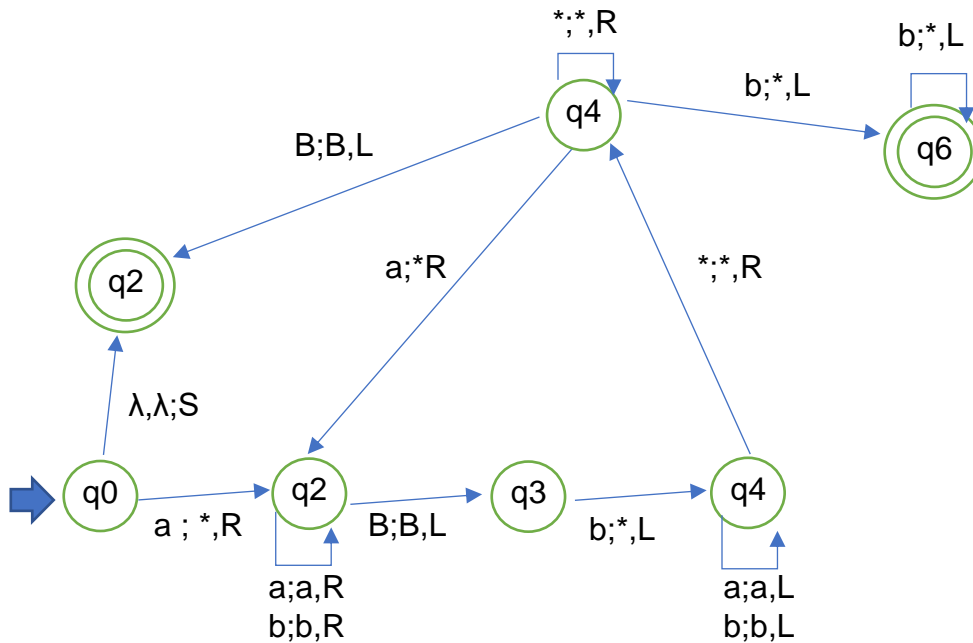 *;*,R
b;*,L
q4
b;*,L
q6
B;B,L
a;*R
*;*,R
q2
λ,λ;S
q0
a ; *,R
q2
B;B,L
q3
b;*,L
q4
a;a,R
b;b,R
a;a,L
b;b,L